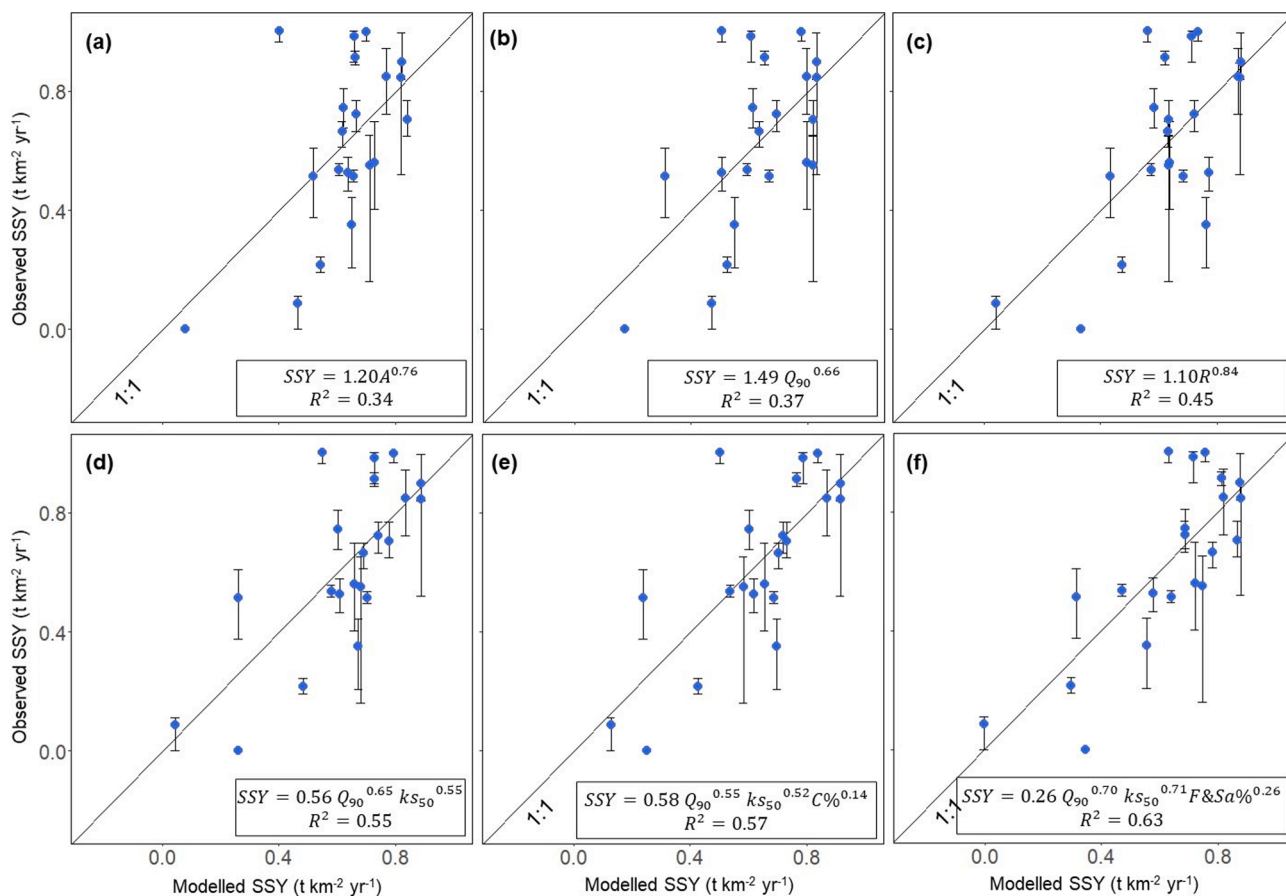 (a)
(b)
(c)
Observed SSY (t km⁻² yr⁻¹)
0.8
0.4
0.0
1:1
SSY = 1.20A^0.76
R² = 0.34
SSY = 1.49 Q₉₀^0.66
R² = 0.37
SSY = 1.10R^0.84
R² = 0.45
(d)
(e)
(f)
Observed SSY (t km⁻² yr⁻¹)
0.8
0.4
0.0
SSY = 0.56 Q₉₀^0.65 ks₅₀^0.55
R² = 0.55
1:1
SSY = 0.58 Q₉₀^0.55 ks₅₀^0.52 C%^0.14
R² = 0.57
1:1
SSY = 0.26 Q₉₀^0.70 ks₅₀^0.71 F&Sa%^0.26
R² = 0.63
0.0 0.4 0.8
0.0 0.4 0.8
0.0 0.4 0.8
Modelled SSY (t km⁻² yr⁻¹)
Modelled SSY (t km⁻² yr⁻¹)
Modelled SSY (t km⁻² yr⁻¹)